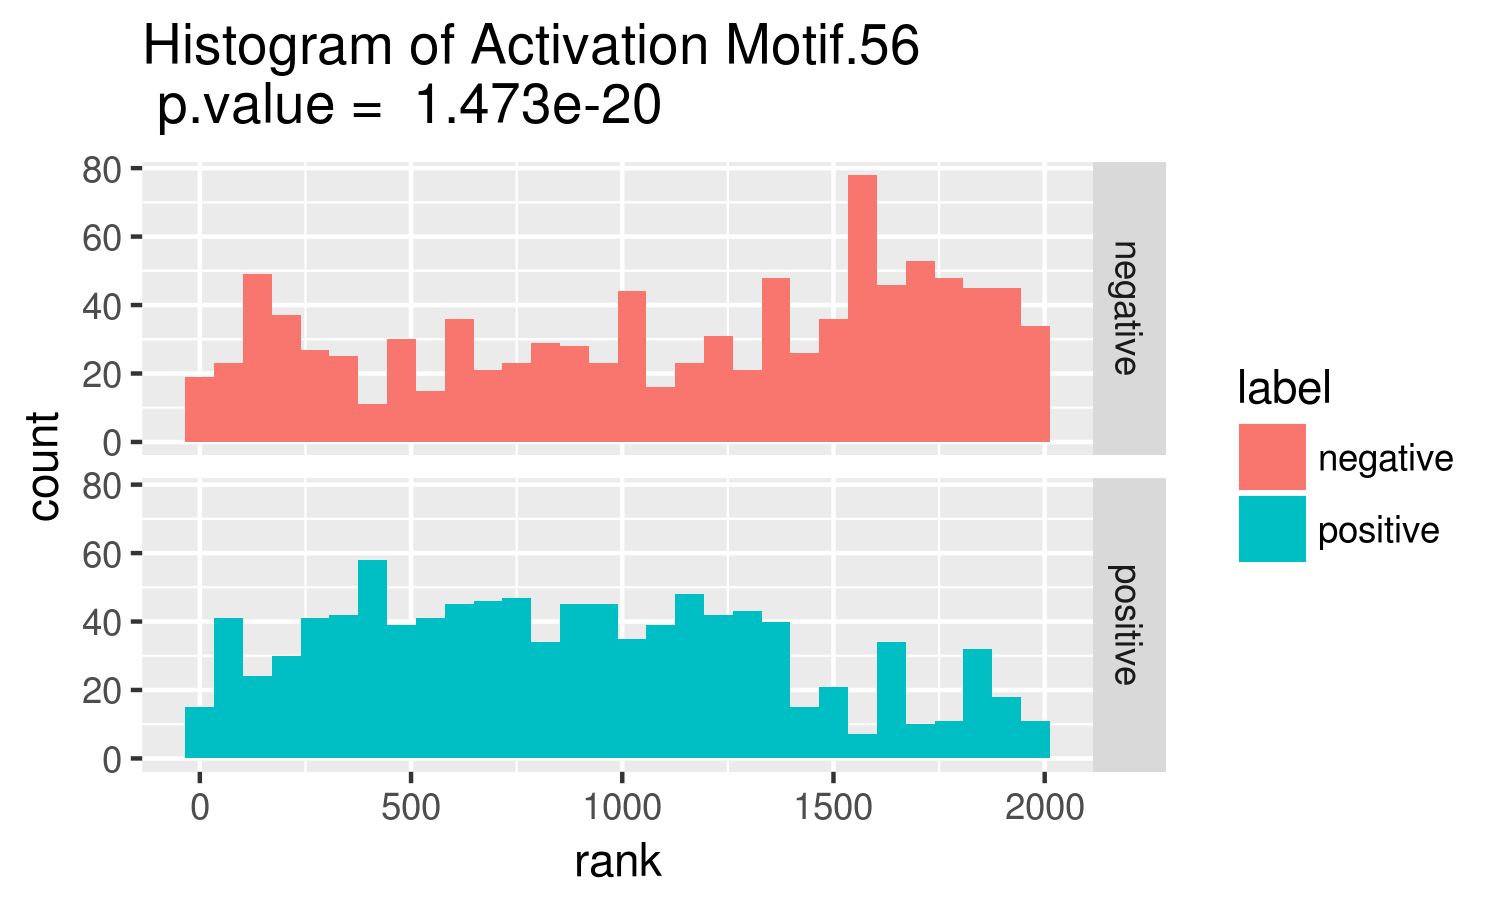 Histogram of Activation Motif.56
p.value = 1.473e-20
80
60
40
20
0
negative
80
60
40
20
0
positive
count
0 500 1000 1500 2000
rank
label
negative
positive